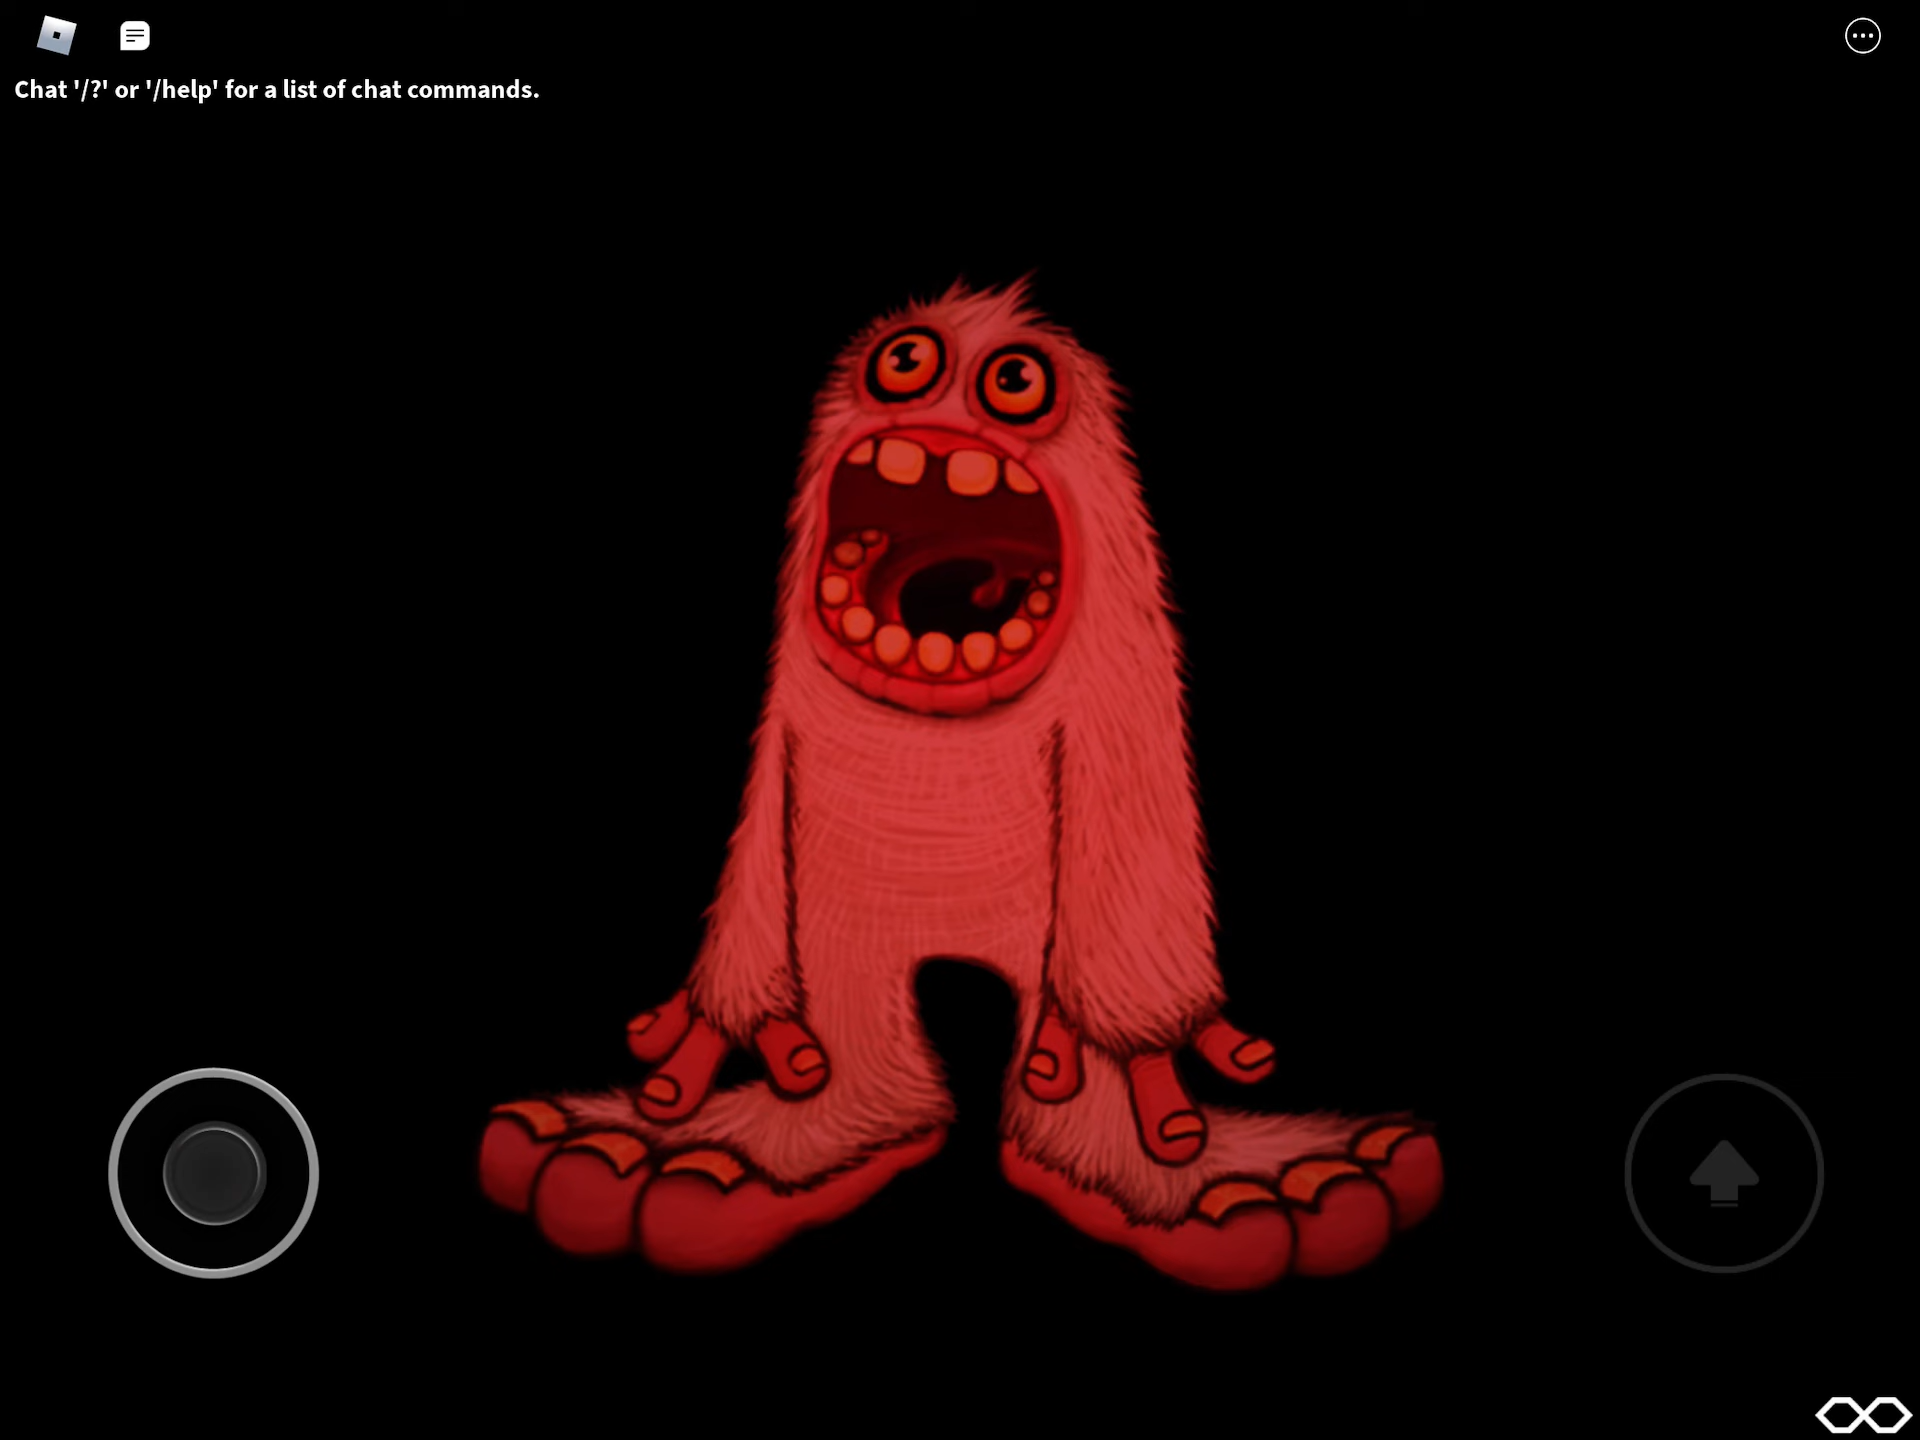 Chat '/?' or '/help' for a list of chat commands.